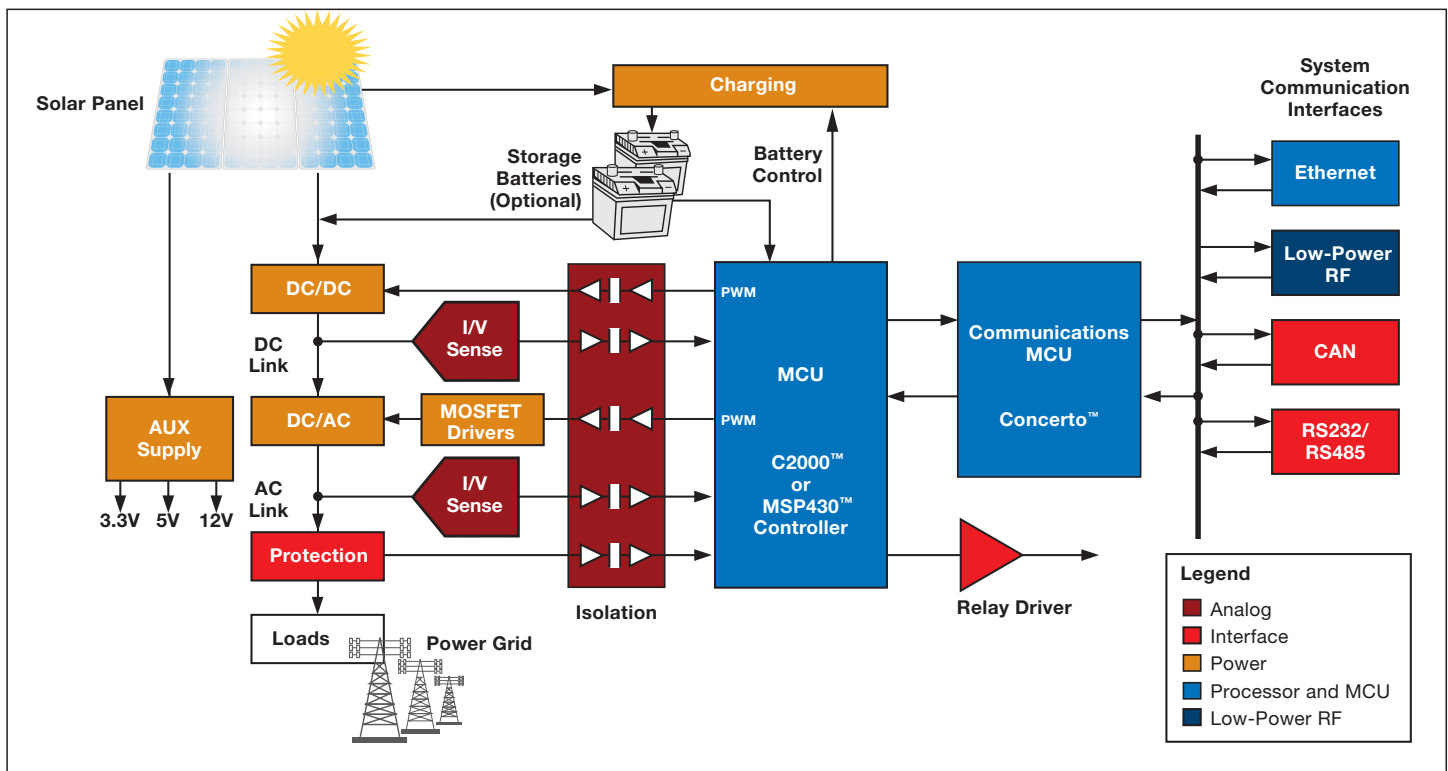 Solar Panel
Charging
Storage
Batteries
(Optional)
Battery
Control
System
Communication
Interfaces
Ethernet
Low-Power
RF
CAN
RS232/
RS485
DC/DC
I/V
Sense
DC
Link
DC/AC
MOSFET
Drivers
AC
Link
I/V
Sense
Protection
Loads
Power Grid
AUX
Supply
3.3V
5V
12V
Isolation
PWM
MCU
PWM
C2000™
or
MSP430™
Controller
Communications
MCU
Concerto™
Relay Driver
Legend
Analog
Interface
Power
Processor and MCU
Low-Power RF